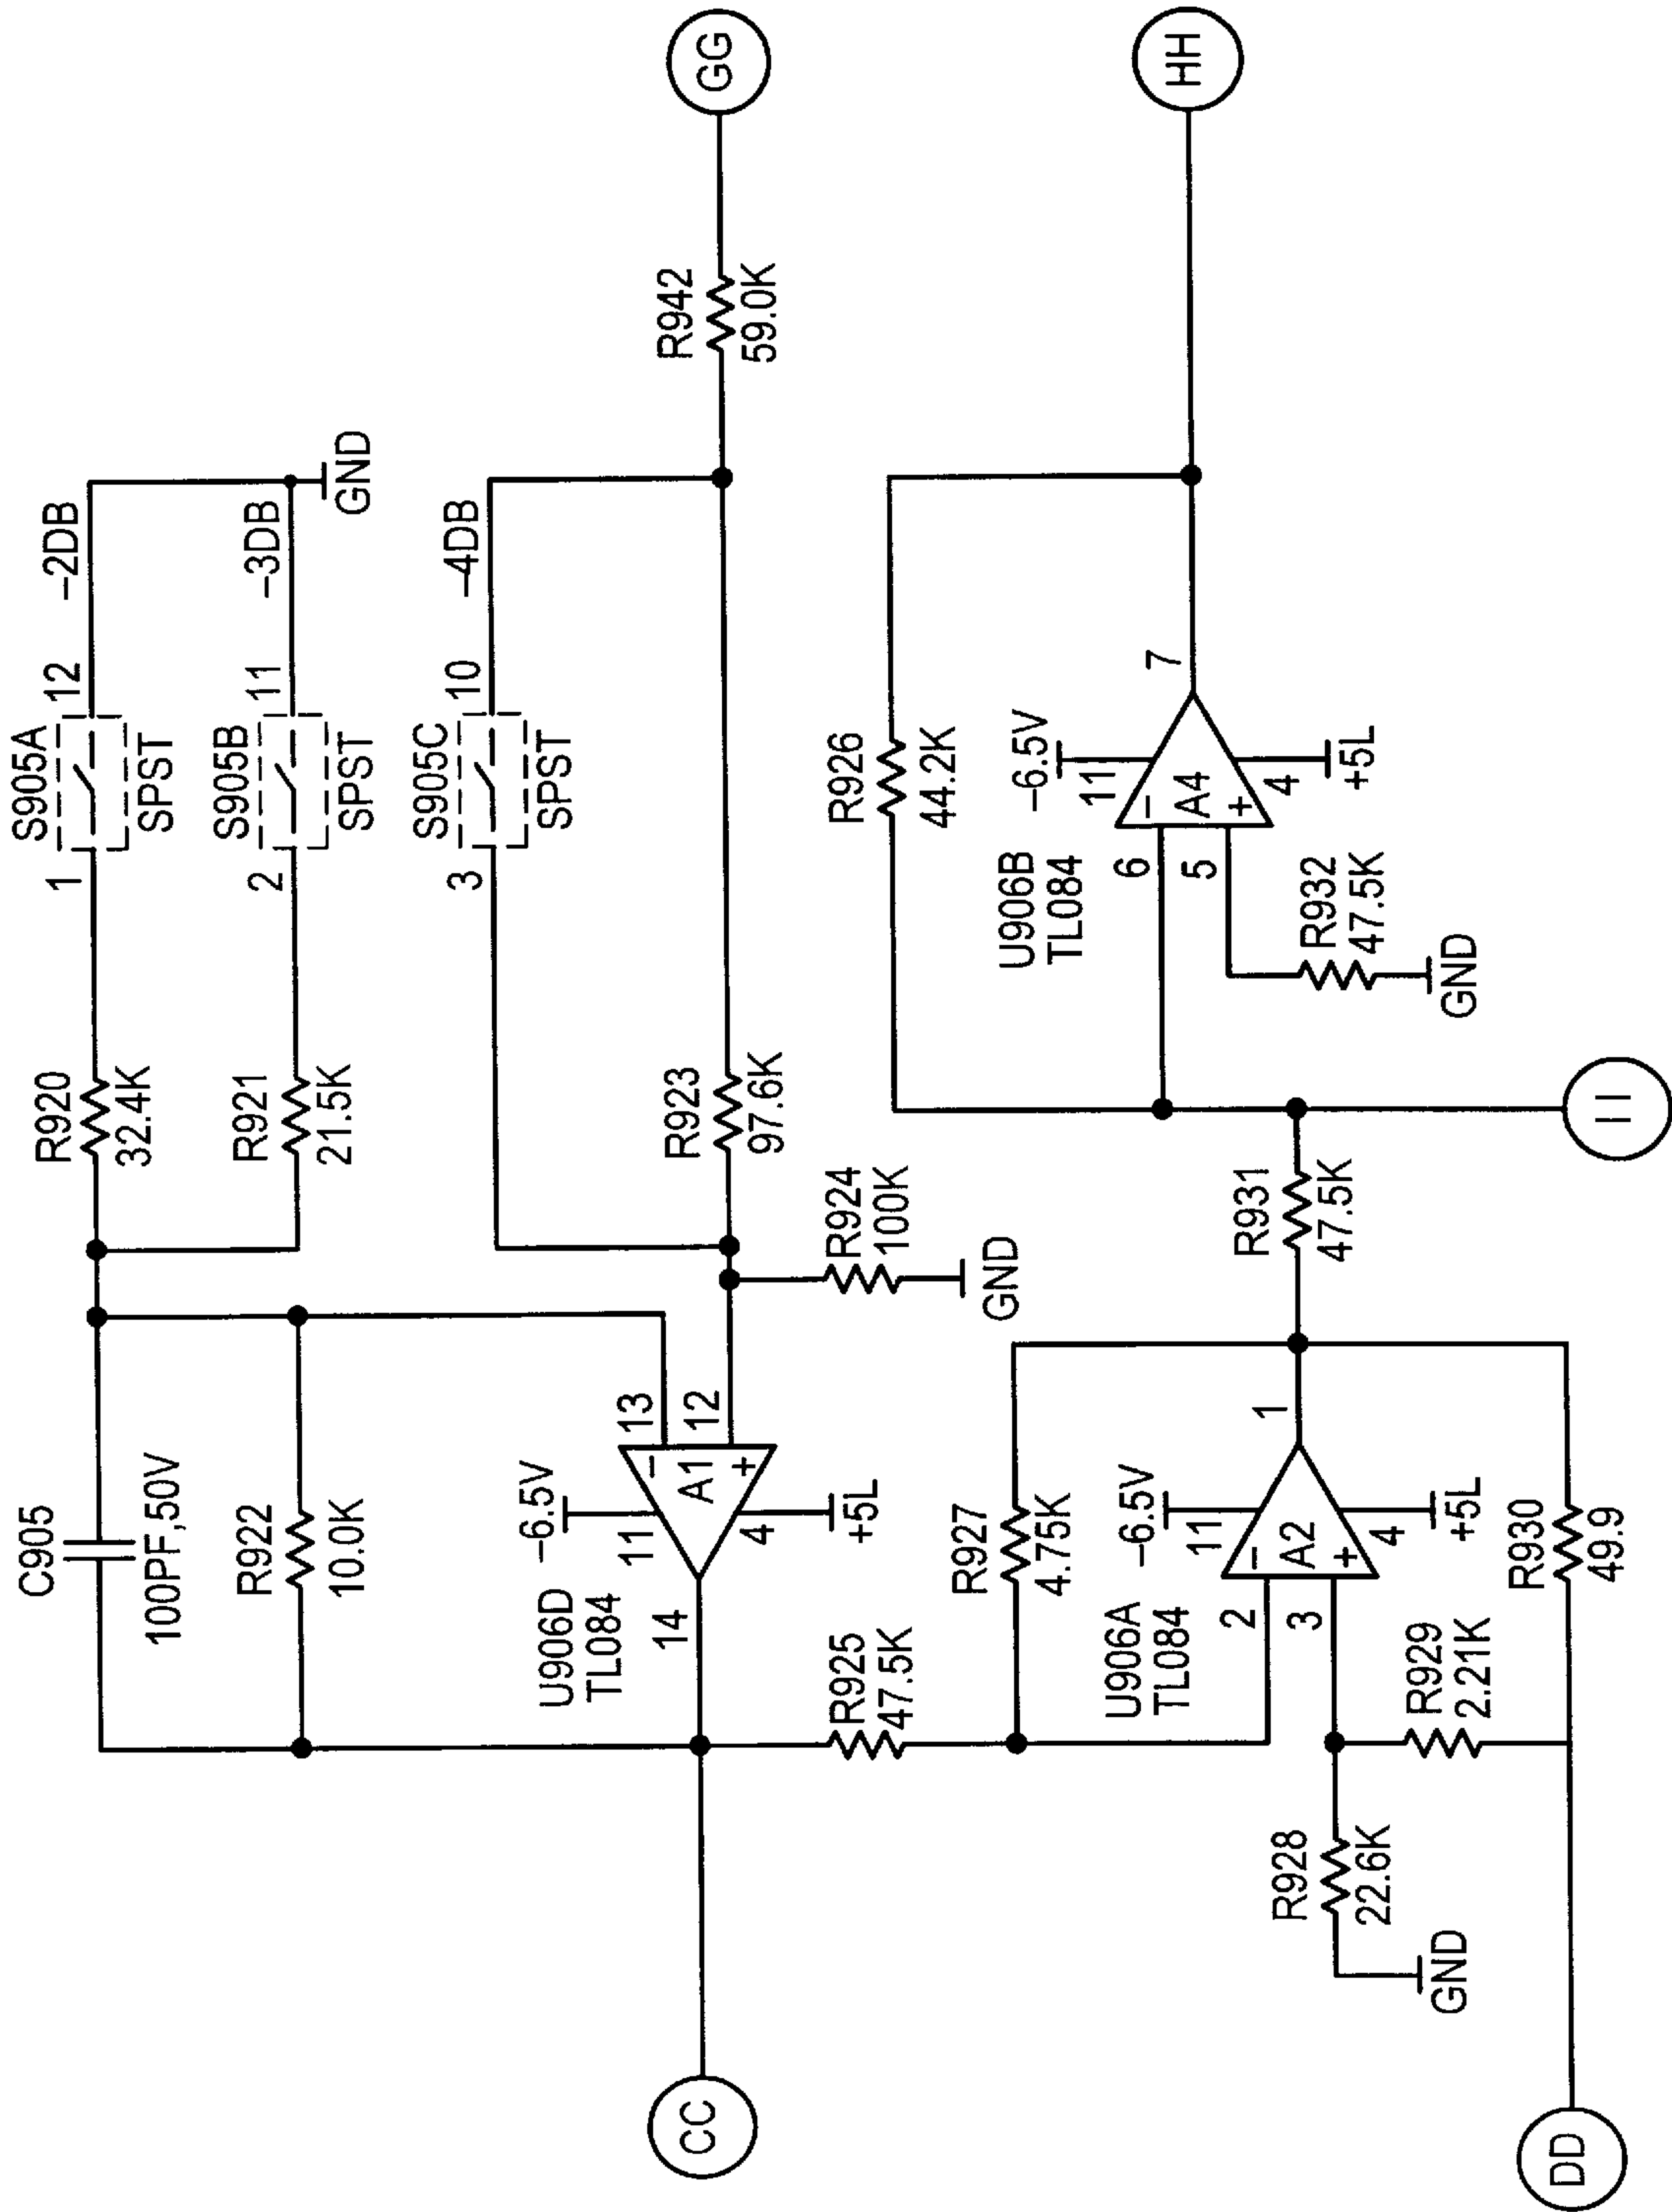 C905
100PF,50V
R922
10.0K
R920
32.4K
R921
21.5K
S905A
1
12
SPST
–2DB
S905B
2
11
SPST
–3DB
GND
S905C
3
10
SPST
–4DB
R923
97.6K
R924
100K
GND
R942
59.0K
GG
U906D
TL084
–6.5V
11
14
13
12
A1
–
+
4
+5L
CC
R925
47.5K
R927
4.75K
U906A
TL084
–6.5V
11
2
3
–
+
A2
1
4
+5L
R928
22.6K
GND
R929
2.21K
R930
49.9
DD
R931
47.5K
II
R926
44.2K
U906B
TL084
–6.5V
11
6
5
–
+
A4
7
4
+5L
R932
47.5K
GND
HH